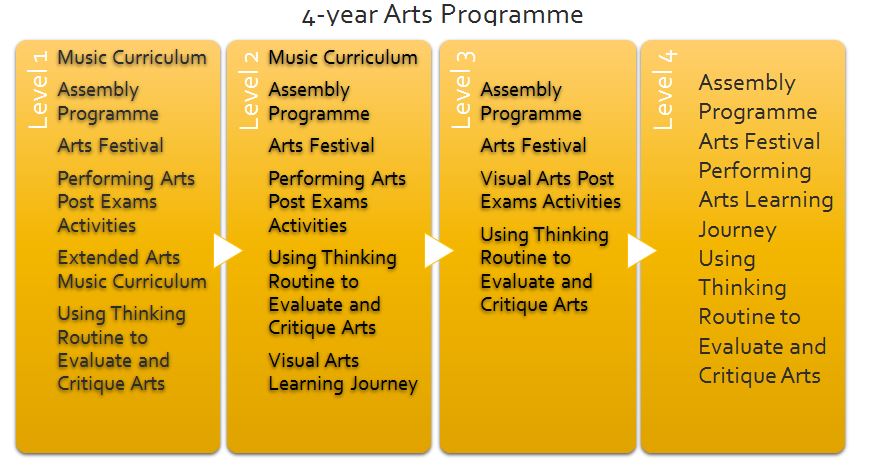 4-year Arts Programme
Level 1
Music Curriculum
Assembly
Programme
Arts Festival
Performing Arts
Post Exams
Activities
Extended Arts
Music Curriculum
Using Thinking
Routine to
Evaluate and
Critique Arts
Level 2
Music Curriculum
Assembly
Programme
Arts Festival
Performing Arts
Post Exams
Activities
Using Thinking
Routine to
Evaluate and
Critique Arts
Visual Arts
Learning Journey
Level 3
Assembly
Programme
Arts Festival
Visual Arts Post
Exams Activities
Using Thinking
Routine to
Evaluate and
Critique Arts
Level 4
Assembly
Programme
Arts Festival
Performing
Arts Learning
Journey
Using
Thinking
Routine to
Evaluate and
Critique Arts